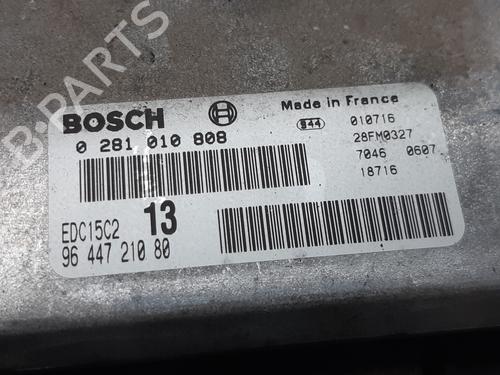 B-PARTS
BOSCH
Made in France
0 281 010 808
S44
010716
28FM0327
7046 0607
18716
EDC15C2
13
96 447 210 80